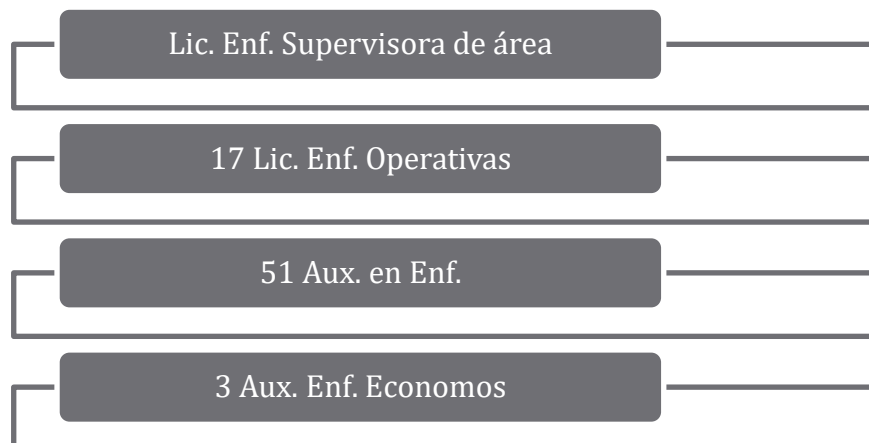 Lic. Enf. Supervisora de área
17 Lic. Enf. Operativas
51 Aux. en Enf.
3 Aux. Enf. Economos